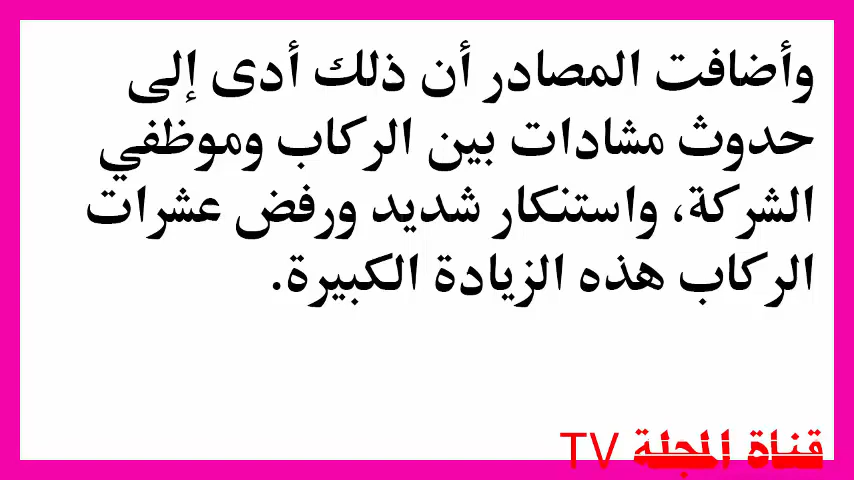 وأضافت المصادر أن ذلك أدى إلى
حدوث مشادات بين الركاب وموظفي
الشركة، واستنكار شديد ورفض عشرات
الركاب هذه الزيادة الكبيرة.
قناة المجلة TV